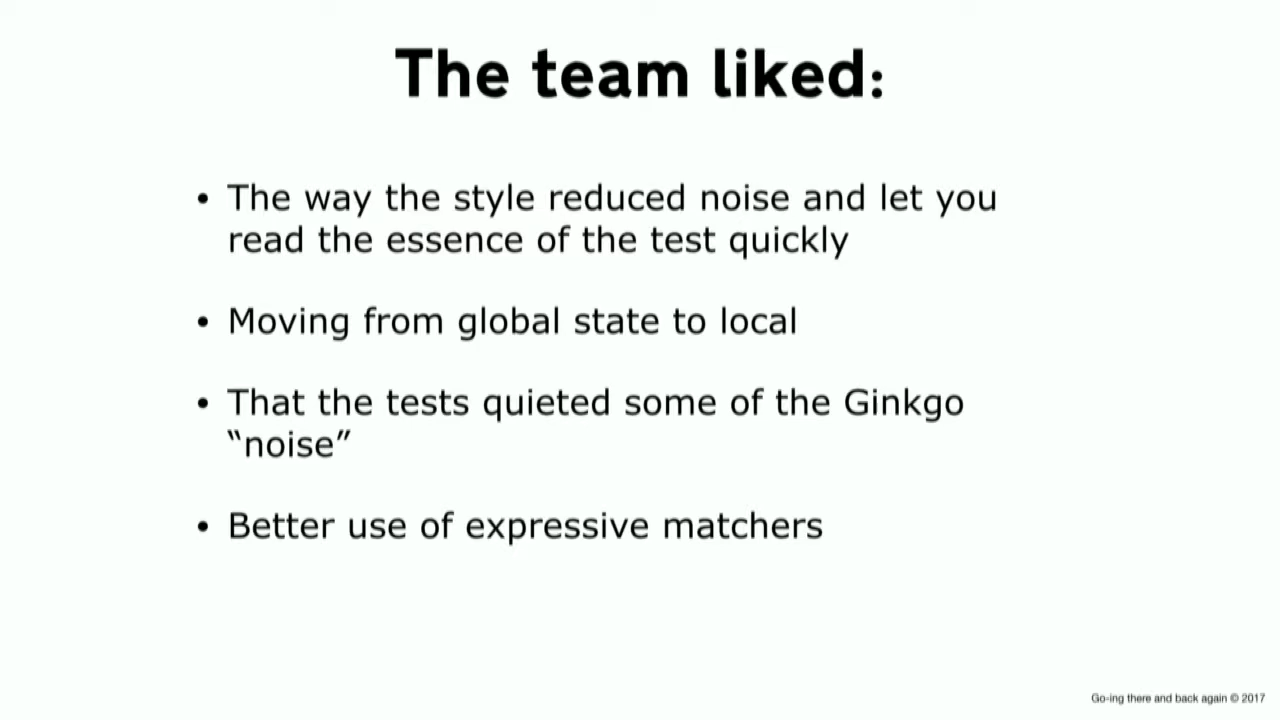 The team liked:
• The way the style reduced noise and let you
read the essence of the test quickly
• Moving from global state to local
• That the tests quieted some of the Ginkgo
“noise”
• Better use of expressive matchers
Go-ing there and back again © 2017